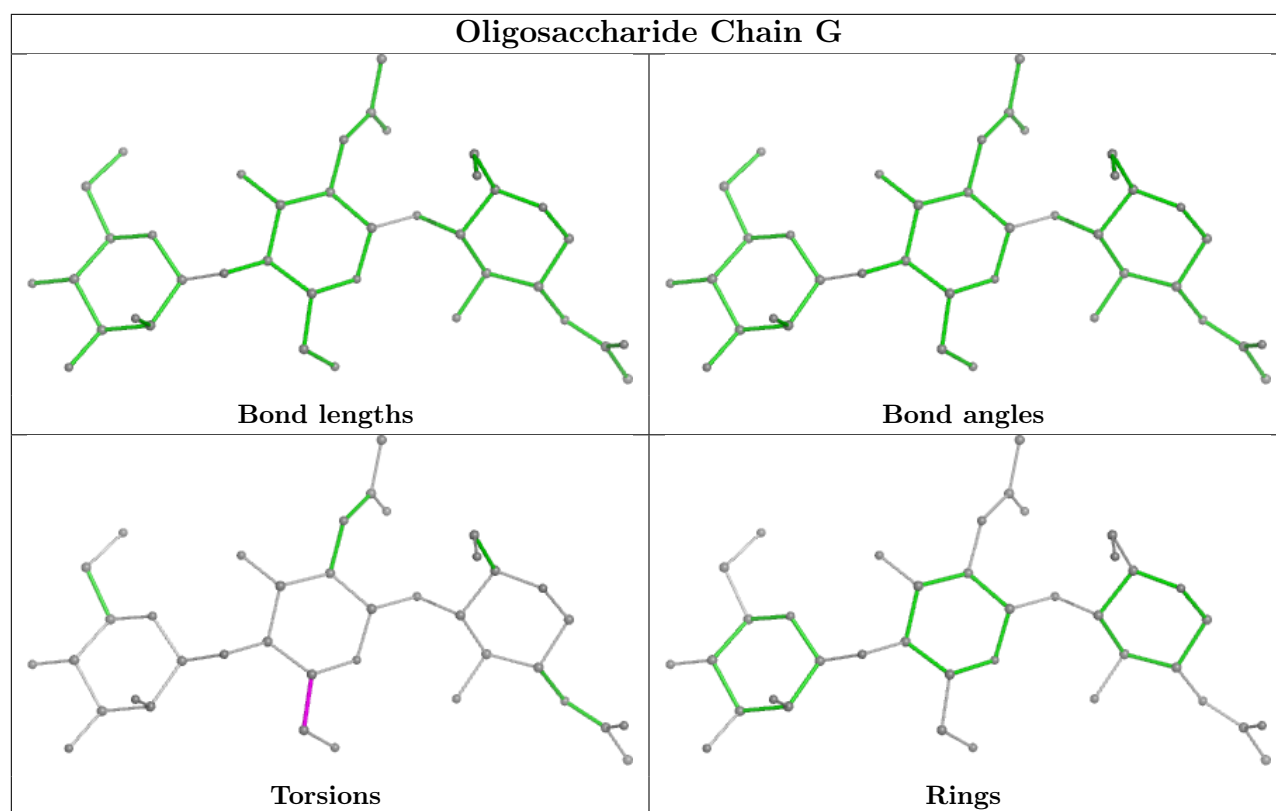 Oligosaccharide Chain G
Bond lengths
Bond angles
Torsions
Rings